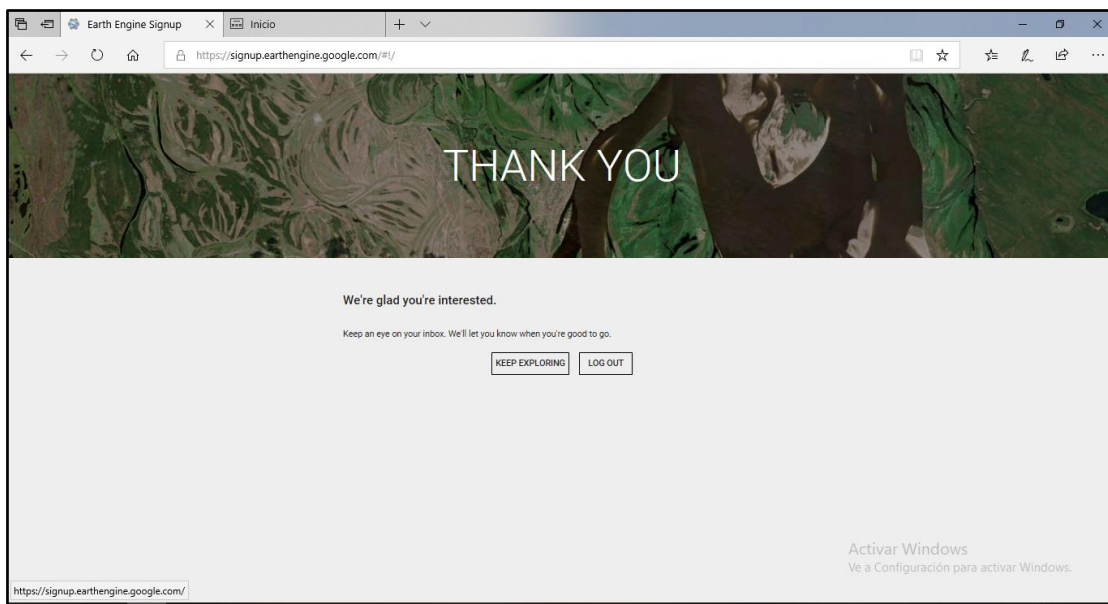 Earth Engine Signup
Inicio
https://signup.earthengine.google.com/#!/
THANK YOU
We're glad you're interested.
Keep an eye on your inbox. We'll let you know when you're good to go.
KEEP EXPLORING
LOG OUT
Activar Windows
Ve a Configuración para activar Windows.
https://signup.earthengine.google.com/